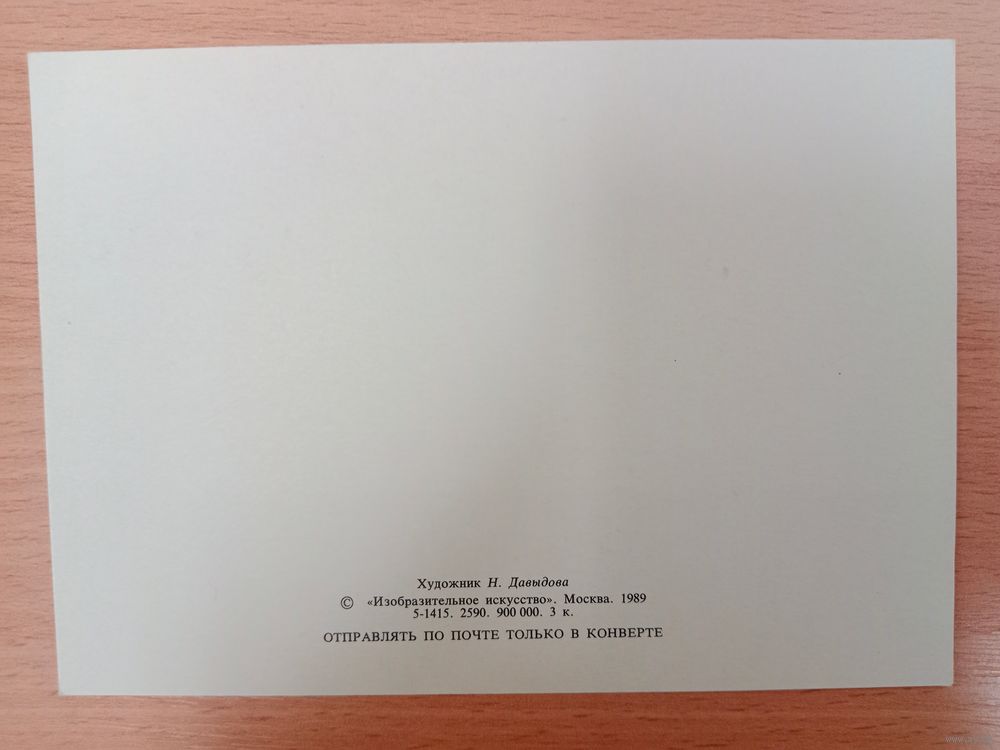 Художник Н. Давыдова
© «Изобразительное искусство». Москва. 1989
5-1415. 2590. 900 000. 3 к.
ОТПРАВЛЯТЬ ПО ПОЧТЕ ТОЛЬКО В КОНВЕРТЕ